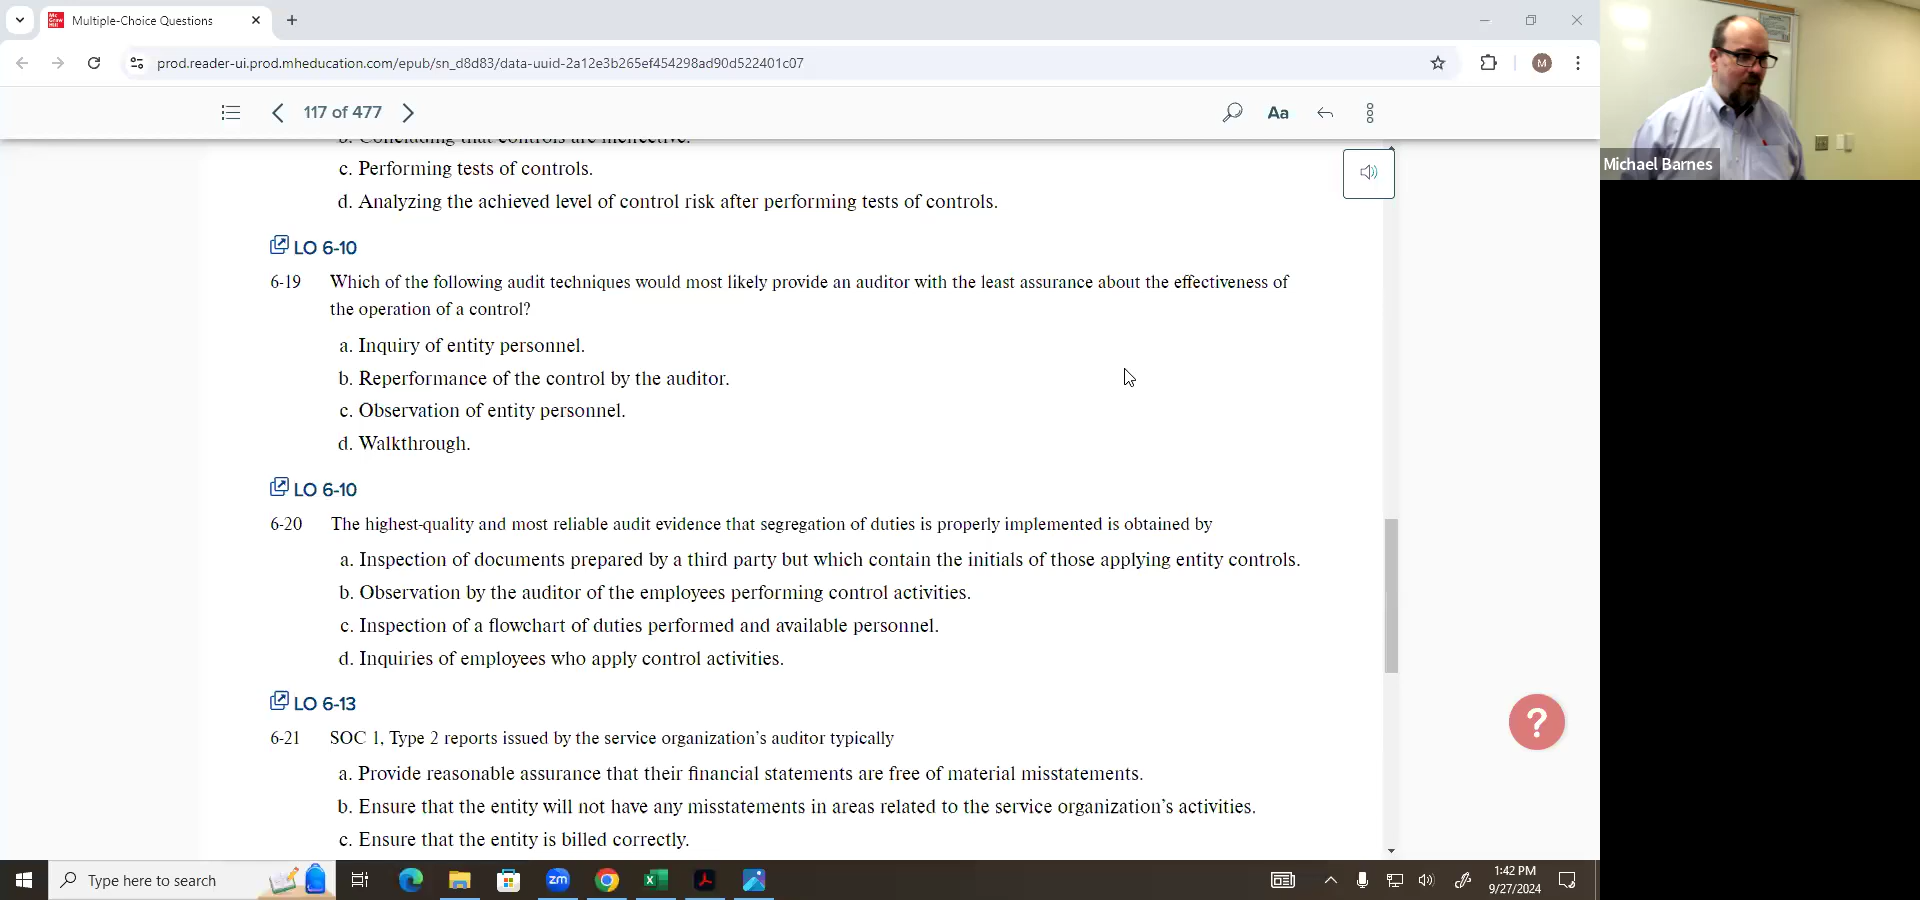 Multiple-Choice Questions
prod.reader-ui.prod.mheducation.com/epub/sn_d8d83/data-uuid-2a12e3b265ef454298ad90d522401c07
M
117 of 477
Aa
b. Concluding that controls are ineffective.
c. Performing tests of controls.
d. Analyzing the achieved level of control risk after performing tests of controls.
LO 6-10
6-19 Which of the following audit techniques would most likely provide an auditor with the least assurance about the effectiveness of
the operation of a control?
a. Inquiry of entity personnel.
b. Reperformance of the control by the auditor.
c. Observation of entity personnel.
d. Walkthrough.
LO 6-10
6-20 The highest-quality and most reliable audit evidence that segregation of duties is properly implemented is obtained by
a. Inspection of documents prepared by a third party but which contain the initials of those applying entity controls.
b. Observation by the auditor of the employees performing control activities.
c. Inspection of a flowchart of duties performed and available personnel.
d. Inquiries of employees who apply control activities.
LO 6-13
6-21 SOC 1, Type 2 reports issued by the service organization's auditor typically
a. Provide reasonable assurance that their financial statements are free of material misstatements.
b. Ensure that the entity will not have any misstatements in areas related to the service organization's activities.
c. Ensure that the entity is billed correctly.
?
Michael Barnes
Type here to search
zm
1:42 PM
9/27/2024